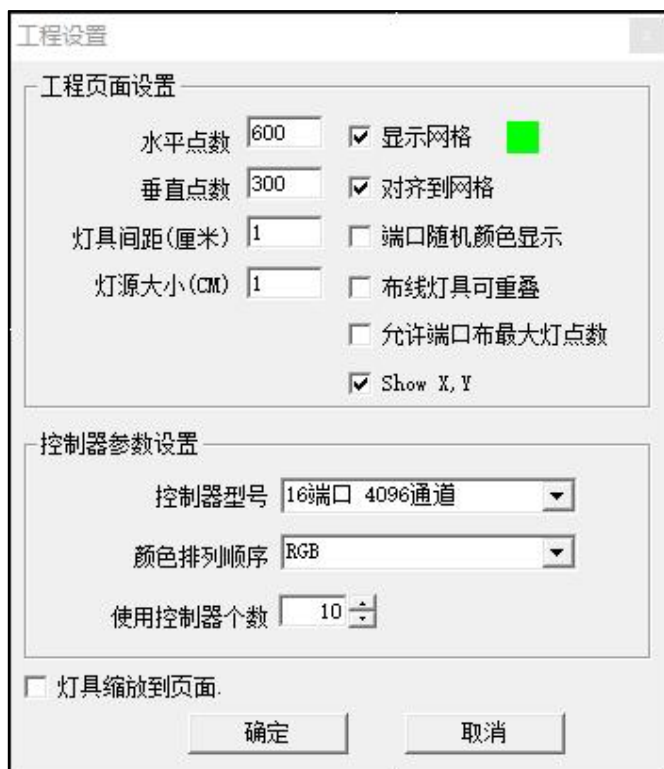 工程设置
工程页面设置
水平点数 600 显示网格
垂直点数 300 对齐到网格
灯具间距(厘米) 1 端口随机颜色显示
灯源大小(CM) 1 布线灯具可重叠
允许端口布最大灯点数
Show X,Y
控制器参数设置
控制器型号 16端口 4096通道
颜色排列顺序 RGB
使用控制器个数 10
灯具缩放到页面.
确定 取消